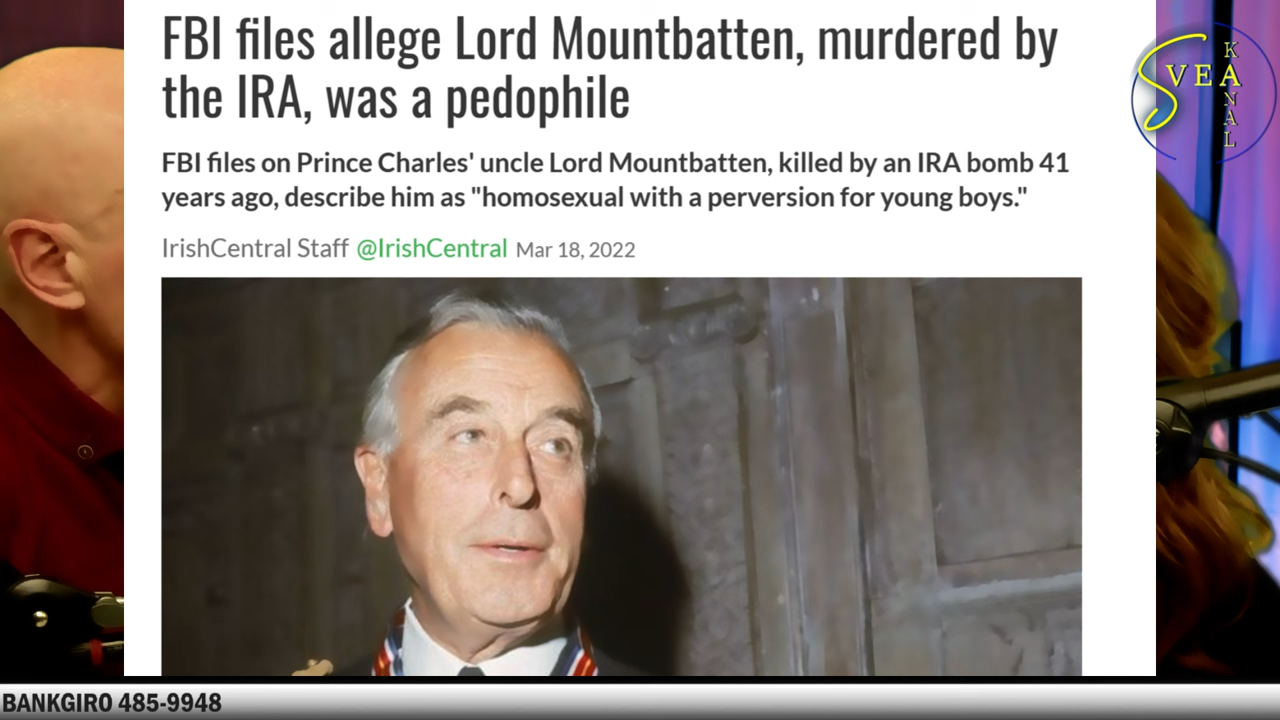 FBI files allege Lord Mountbatten, murdered by
the IRA, was a pedophile
FBI files on Prince Charles' uncle Lord Mountbatten, killed by an IRA bomb 41
years ago, describe him as "homosexual with a perversion for young boys."
IrishCentral Staff @IrishCentral Mar 18, 2022
SVEA
KANAL
BANKGIRO 485-9948